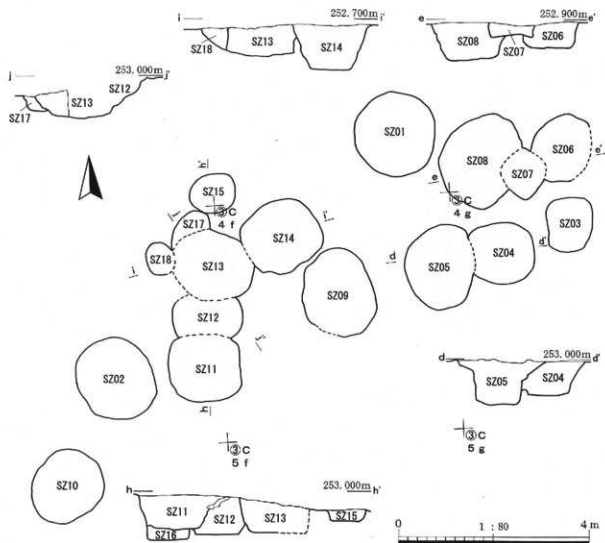 i 252.700m i'
SZ18 SZ13 SZ14
e 252.900m e'
SZ08 SZ07 SZ06
j 253.000m j'
SZ17 SZ13 SZ12
SZ01
SZ08
SZ07
SZ06
e
e'
③C
4 g
h'
SZ15
③C
4 f
j
SZ17
i'
SZ14
SZ18
SZ13
i
SZ03
d'
SZ04
d
SZ05
SZ09
SZ12
j'
SZ02
SZ11
h
d 253.000m d'
SZ05 SZ04
③C
5 f
③C
5 g
SZ10
h 253.000m h'
SZ11 SZ12 SZ13 SZ15
SZ16
0 1 : 80 4 m